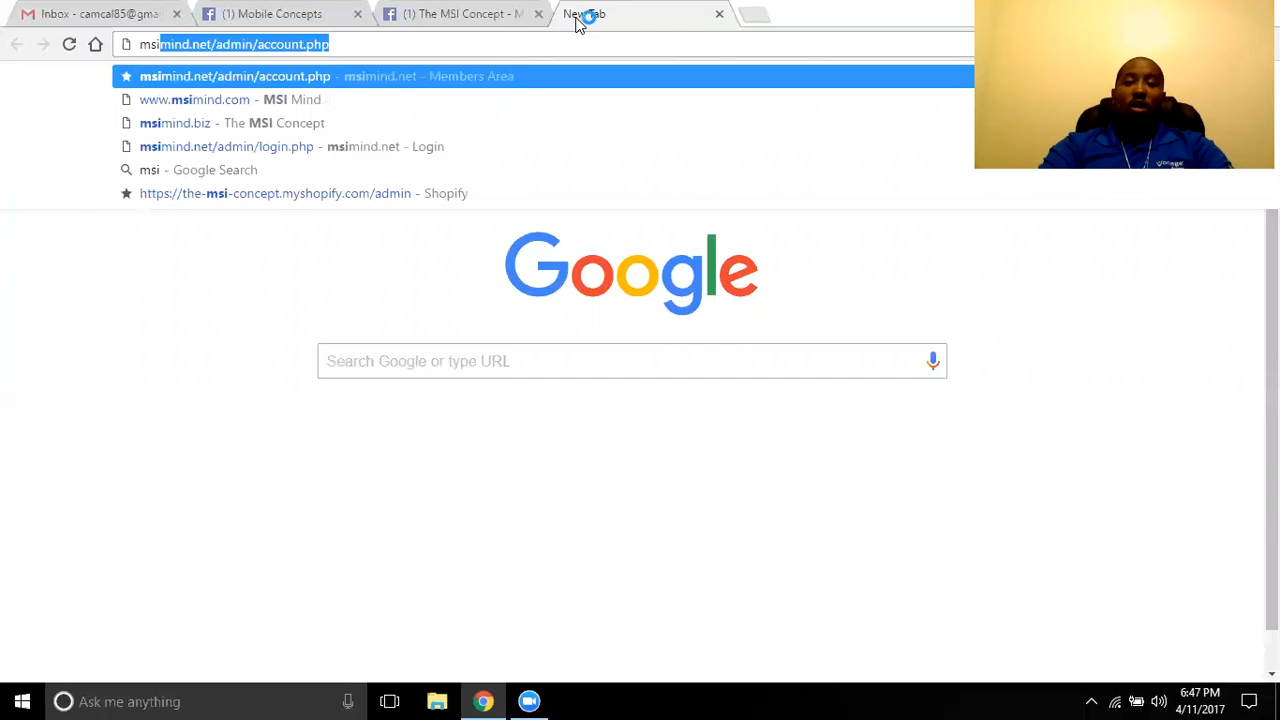 Inbox - camcal85@gma
(1) Mobile Concepts
(1) The MSI Concept - M
New Tab
msimind.net/admin/account.php
msimind.net/admin/account.php - msimind.net - Members Area
www.msimind.com - MSI Mind
msimind.biz - The MSI Concept
msimind.net/admin/login.php - msimind.net - Login
msi - Google Search
https://the-msi-concept.myshopify.com/admin - Shopify
Vonage
Google
Search Google or type URL
Ask me anything
6:47 PM
4/11/2017